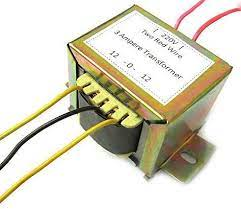 | 220V |
Two Red Wire
3 Ampere Transformer
12 -0- 12